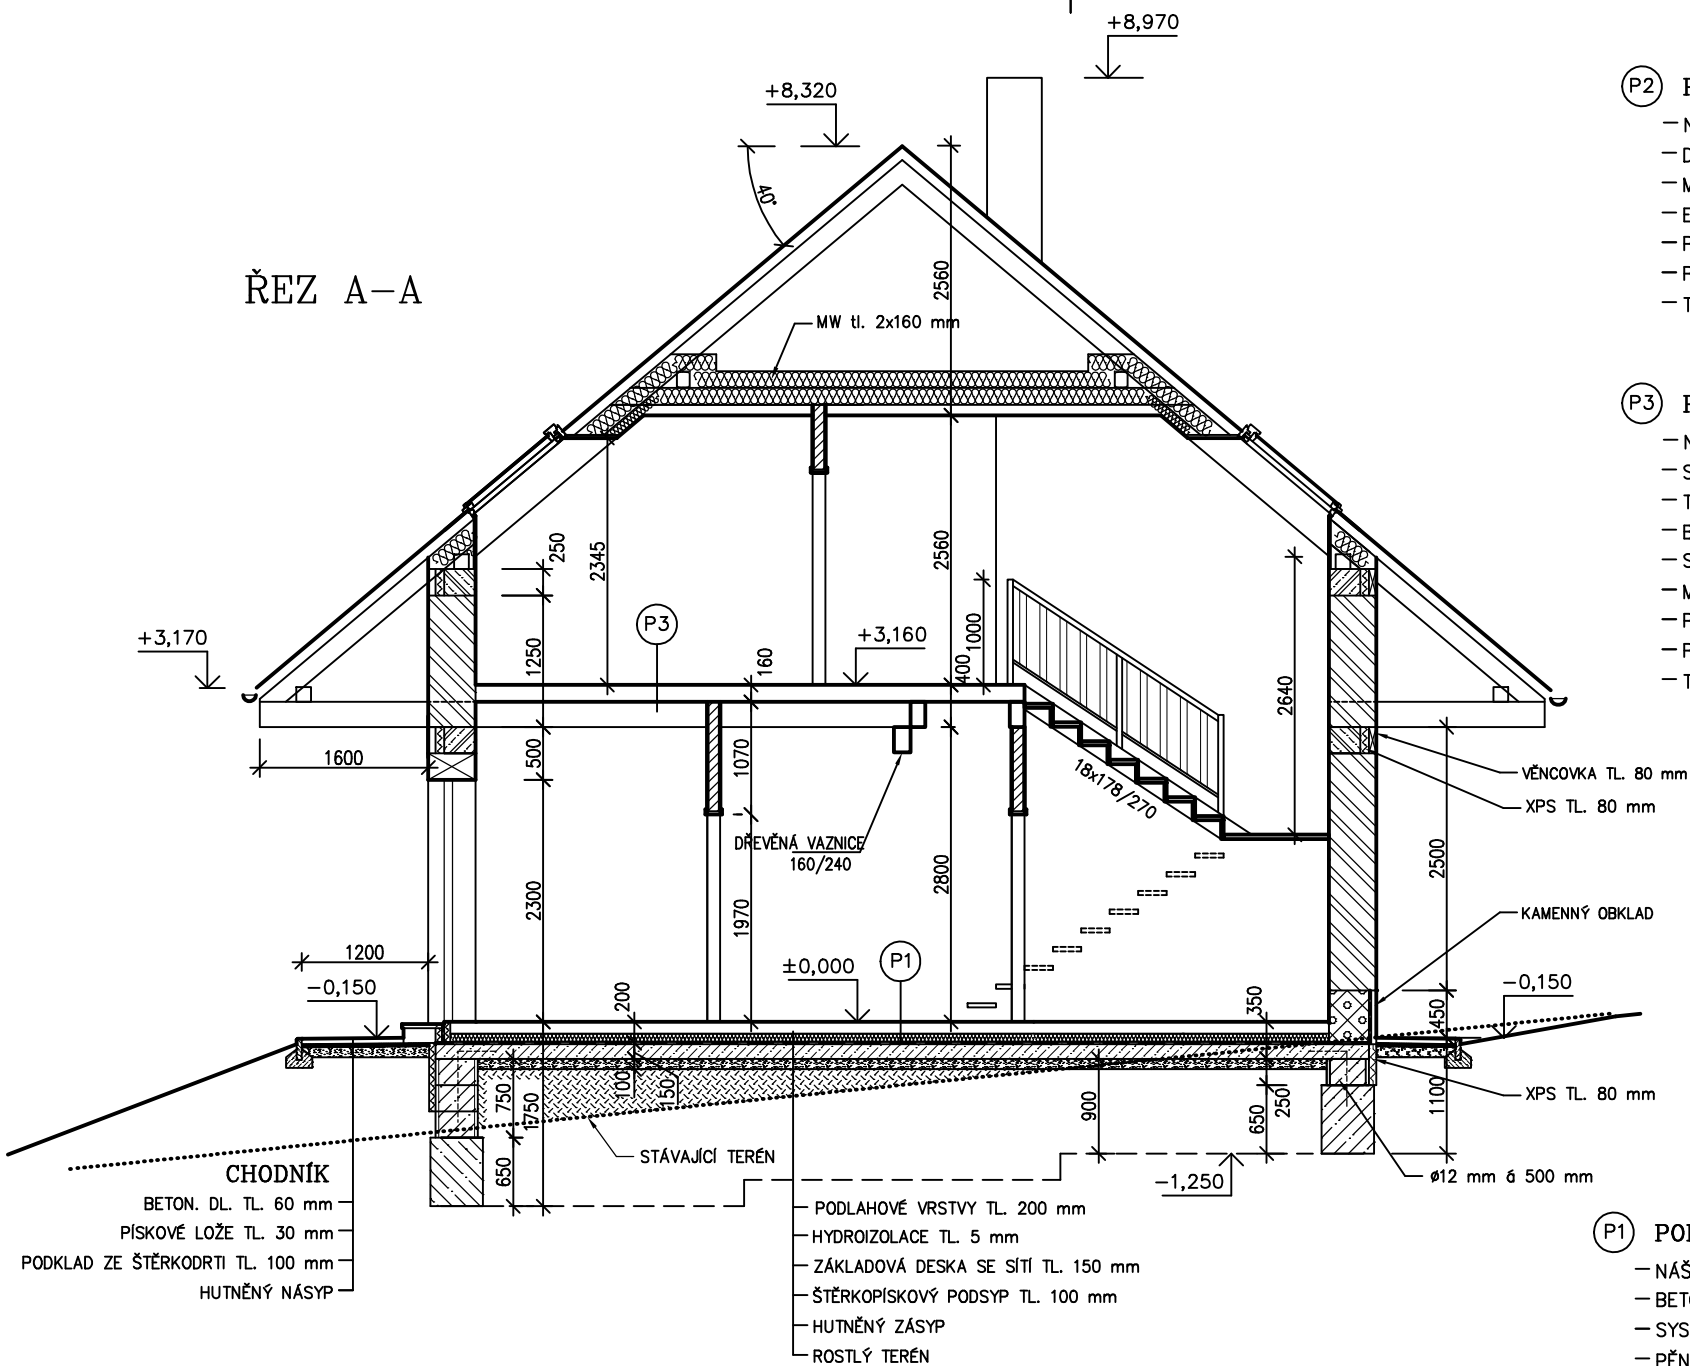 +8,970
+8,320
40°
ŘEZ A-A
2560
MW tl. 2x160 mm
250
2345
2560
1000
400
+3,170
P3
+3,160
1250
160
2640
1600
500
1070
18x178/270
DŘEVĚNÁ VAZNICE
160/240
VĚNCOVKA TL. 80 mm
XPS TL. 80 mm
2300
1970
2800
2500
KAMENNÝ OBKLAD
1200
-0,150
±0,000
P1
200
350
450
-0,150
750
1750
100
150
900
650
250
1100
XPS TL. 80 mm
650
STÁVAJÍCÍ TERÉN
-1,250
ø12 mm á 500 mm
CHODNÍK
BETON. DL. TL. 60 mm
PÍSKOVÉ LOŽE TL. 30 mm
PODKLAD ZE ŠTĚRKODRTI TL. 100 mm
HUTNĚNÝ NÁSYP
PODLAHOVÉ VRSTVY TL. 200 mm
HYDROIZOLACE TL. 5 mm
ZÁKLADOVÁ DESKA SE SÍTÍ TL. 150 mm
ŠTĚRKOPÍSKOVÝ PODSYP TL. 100 mm
HUTNĚNÝ ZÁSYP
ROSTLÝ TERÉN
P2
P3
P1